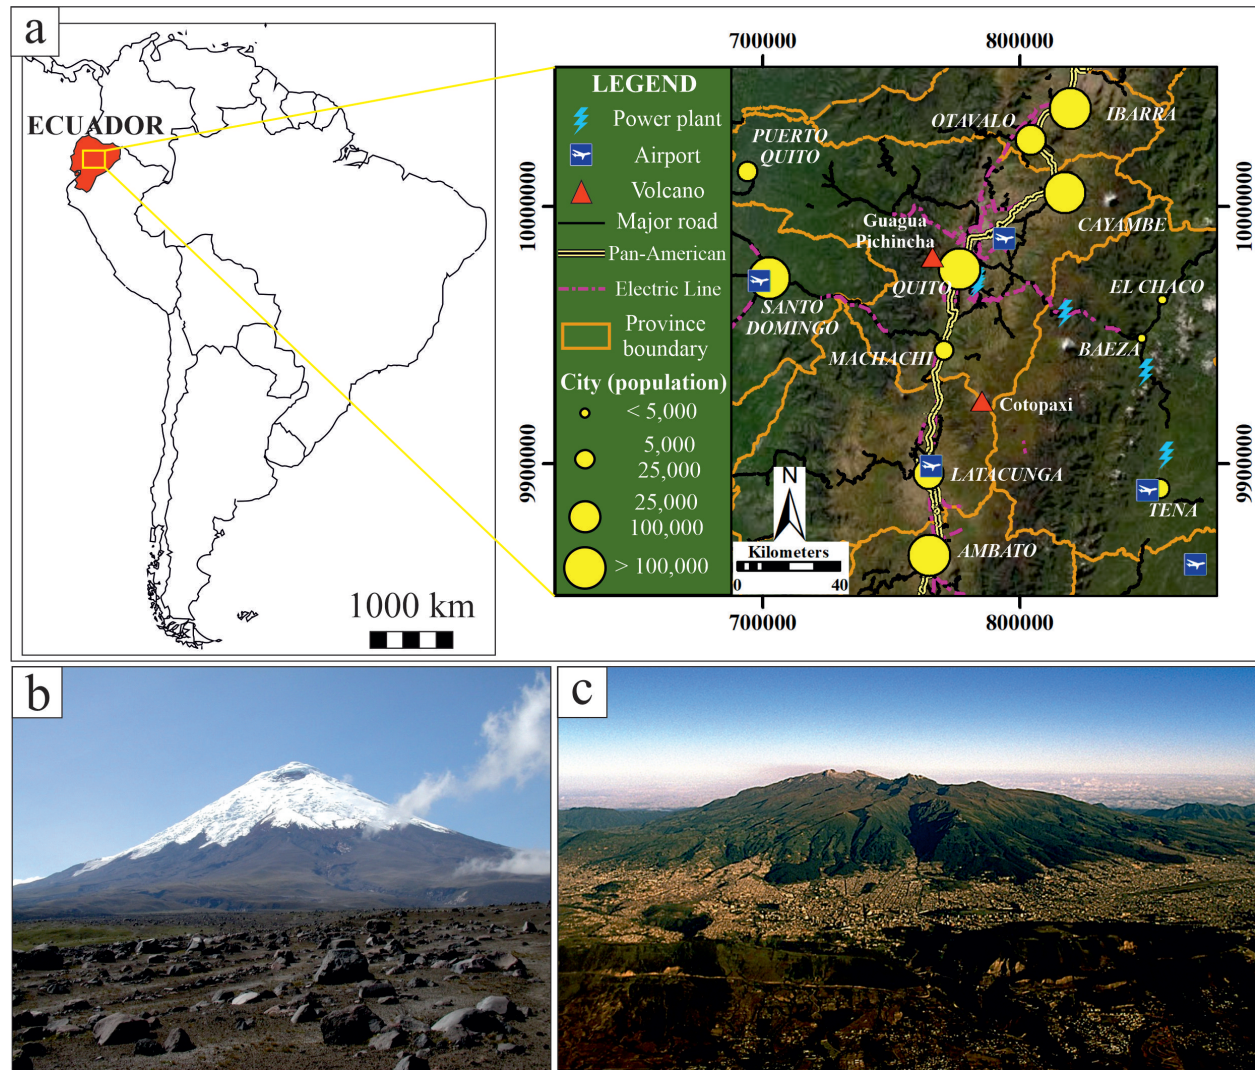 a
ECUADOR
1000 km
700000
800000
LEGEND
Power plant
Airport
Volcano
Major road
Pan-American
Electric Line
Province
boundary
City (population)
< 5,000
5,000
25,000
25,000
100,000
> 100,000
10000000
9900000
OTAVALO
IBARRA
PUERTO
QUITO
CAYAMBE
Guagua
Pichincha
QUITO
EL CHACO
SANTO
DOMINGO
MACHACHI
BAEZA
Cotopaxi
N
LATACUNGA
TENA
Kilometers
0
40
AMBATO
10000000
9900000
700000
800000
b
c